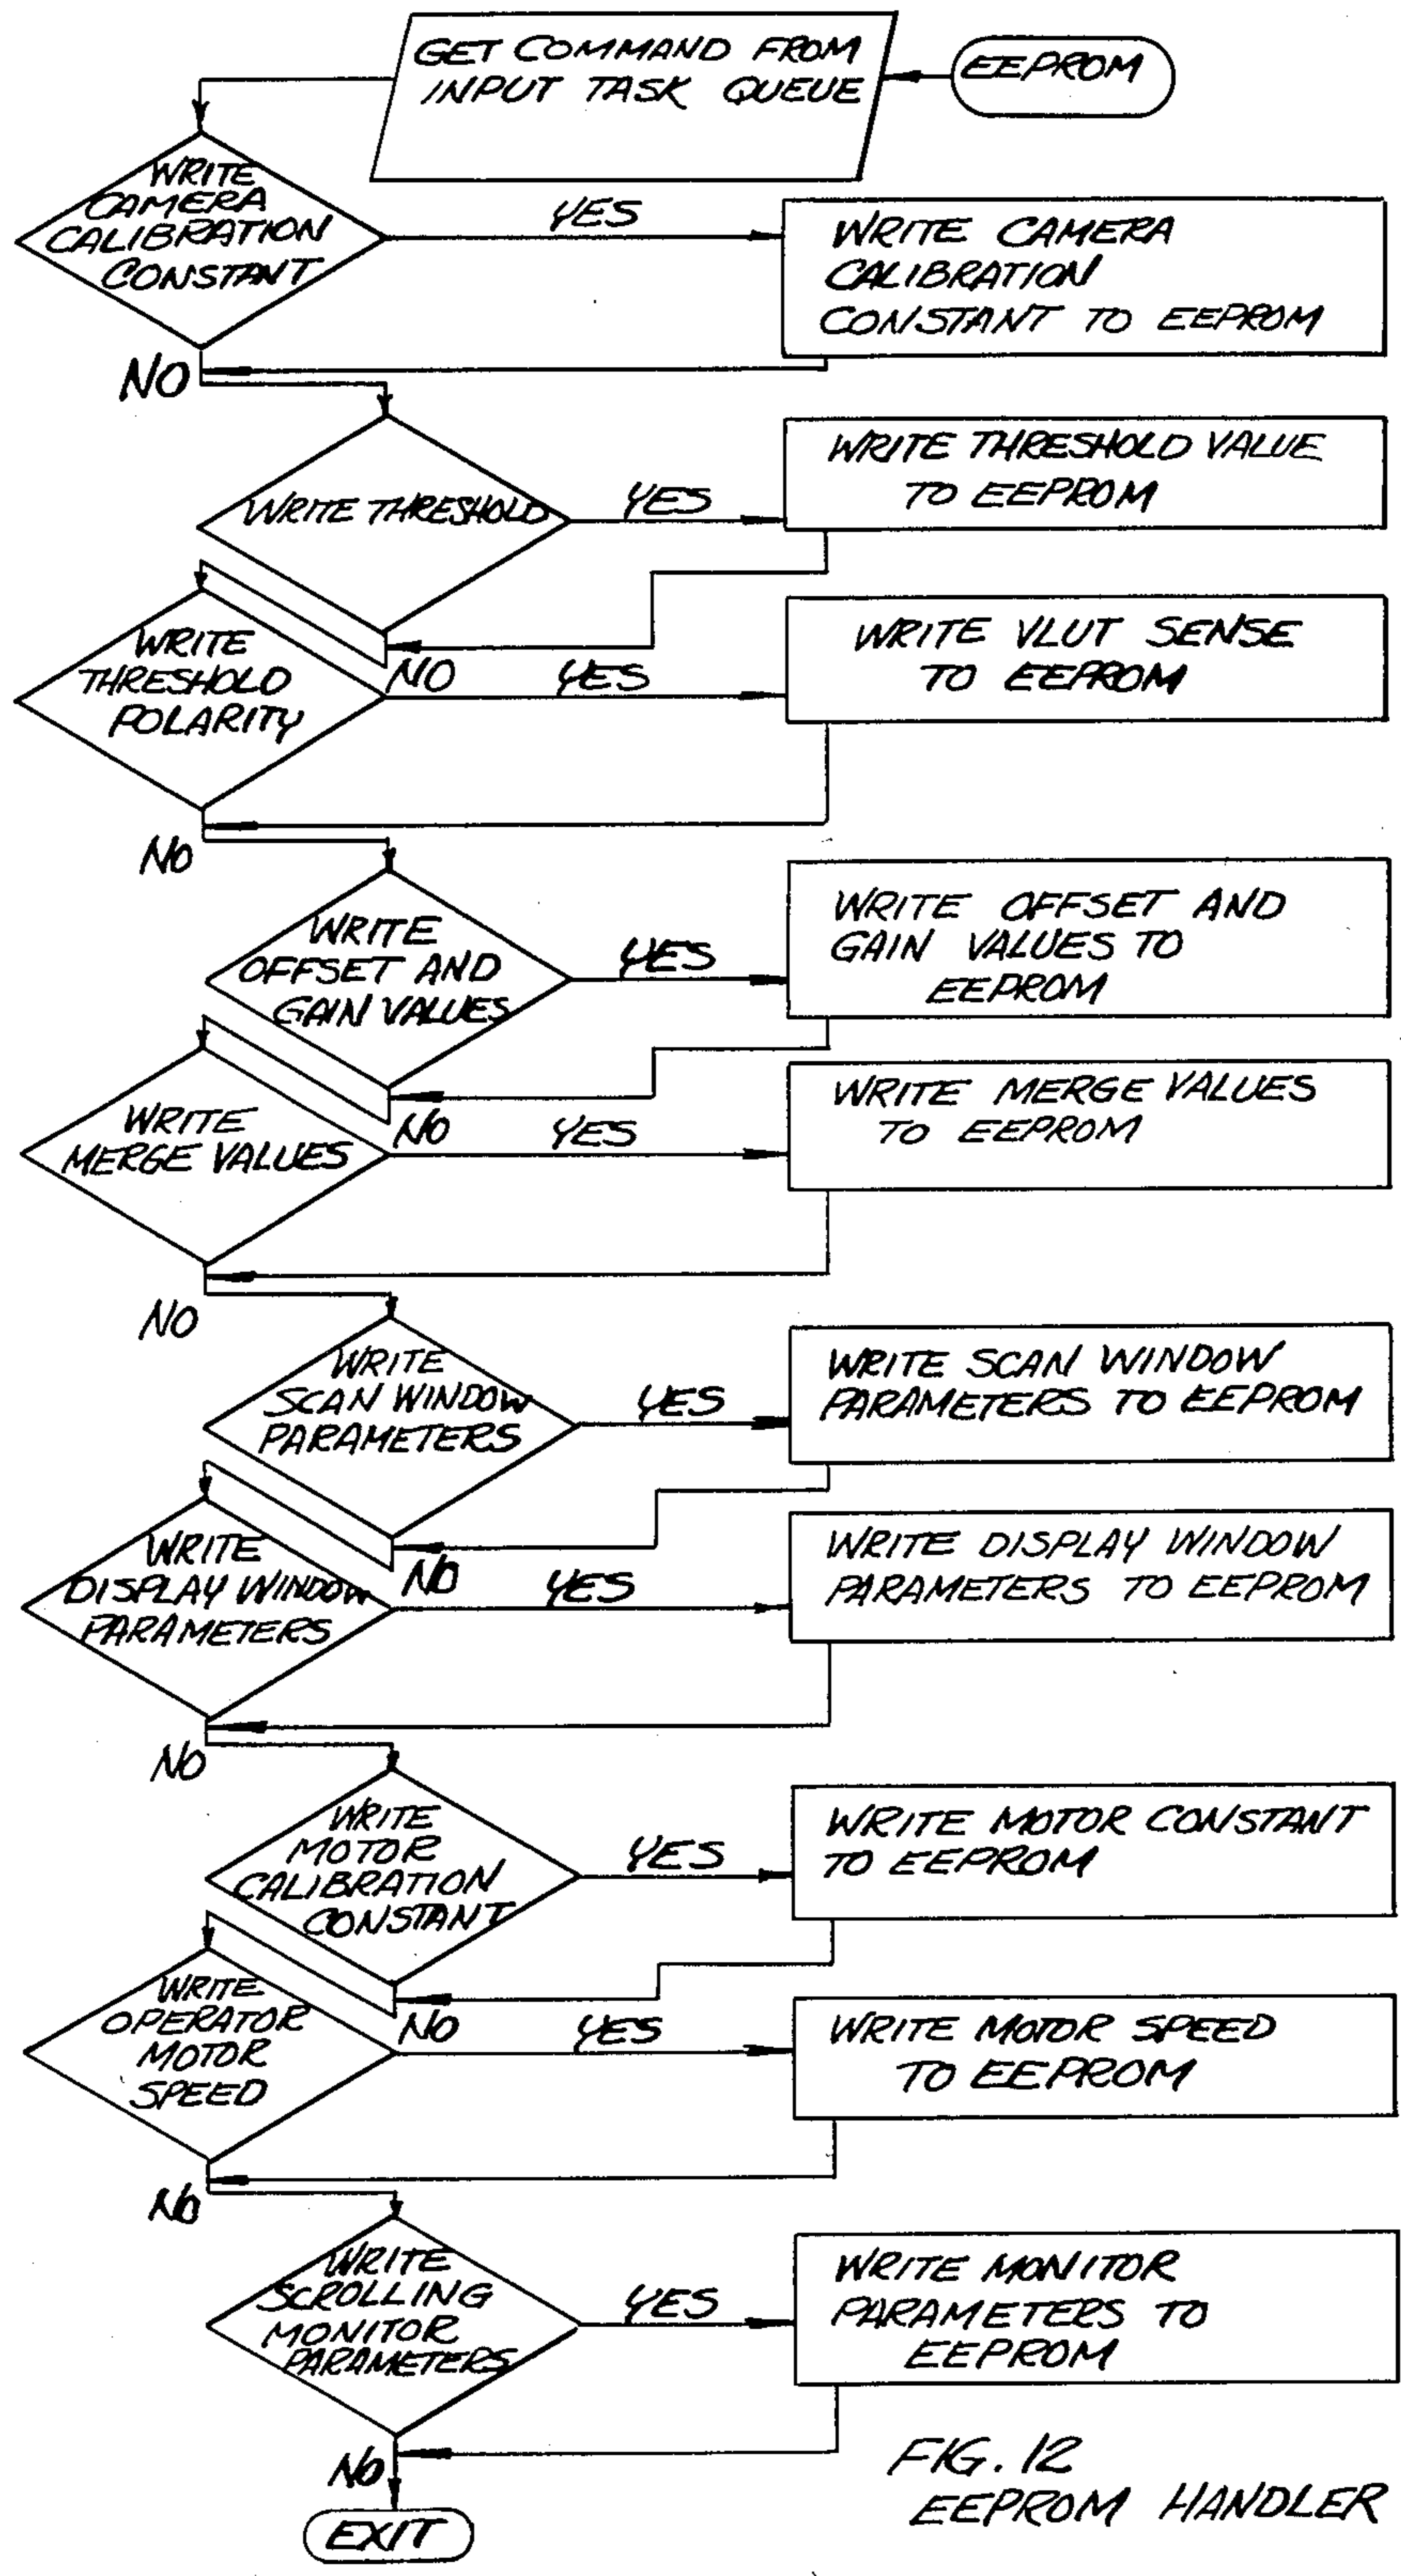 GET COMMAND FROM
INPUT TASK QUEUE
EEPROM
WRITE
CAMERA
CALIBRATION
CONSTANT
YES
WRITE CAMERA
CALIBRATION
CONSTANT TO EEPROM
NO
WRITE THRESHOLD
YES
WRITE THRESHOLD VALUE
TO EEPROM
NO
WRITE
THRESHOLD
POLARITY
YES
WRITE VLUT SENSE
TO EEPROM
NO
WRITE
OFFSET AND
GAIN VALUES
YES
WRITE OFFSET AND
GAIN VALUES TO
EEPROM
NO
WRITE
MERGE VALUES
YES
WRITE MERGE VALUES
TO EEPROM
NO
WRITE
SCAN WINDOW
PARAMETERS
YES
WRITE SCAN WINDOW
PARAMETERS TO EEPROM
NO
WRITE
DISPLAY WINDOW
PARAMETERS
YES
WRITE DISPLAY WINDOW
PARAMETERS TO EEPROM
NO
WRITE
MOTOR
CALIBRATION
CONSTANT
YES
WRITE MOTOR CONSTANT
TO EEPROM
NO
WRITE
OPERATOR
MOTOR
SPEED
YES
WRITE MOTOR SPEED
TO EEPROM
NO
WRITE
SCROLLING
MONITOR
PARAMETERS
YES
WRITE MONITOR
PARAMETERS TO
EEPROM
NO
EXIT
FIG. 12
EEPROM HANDLER